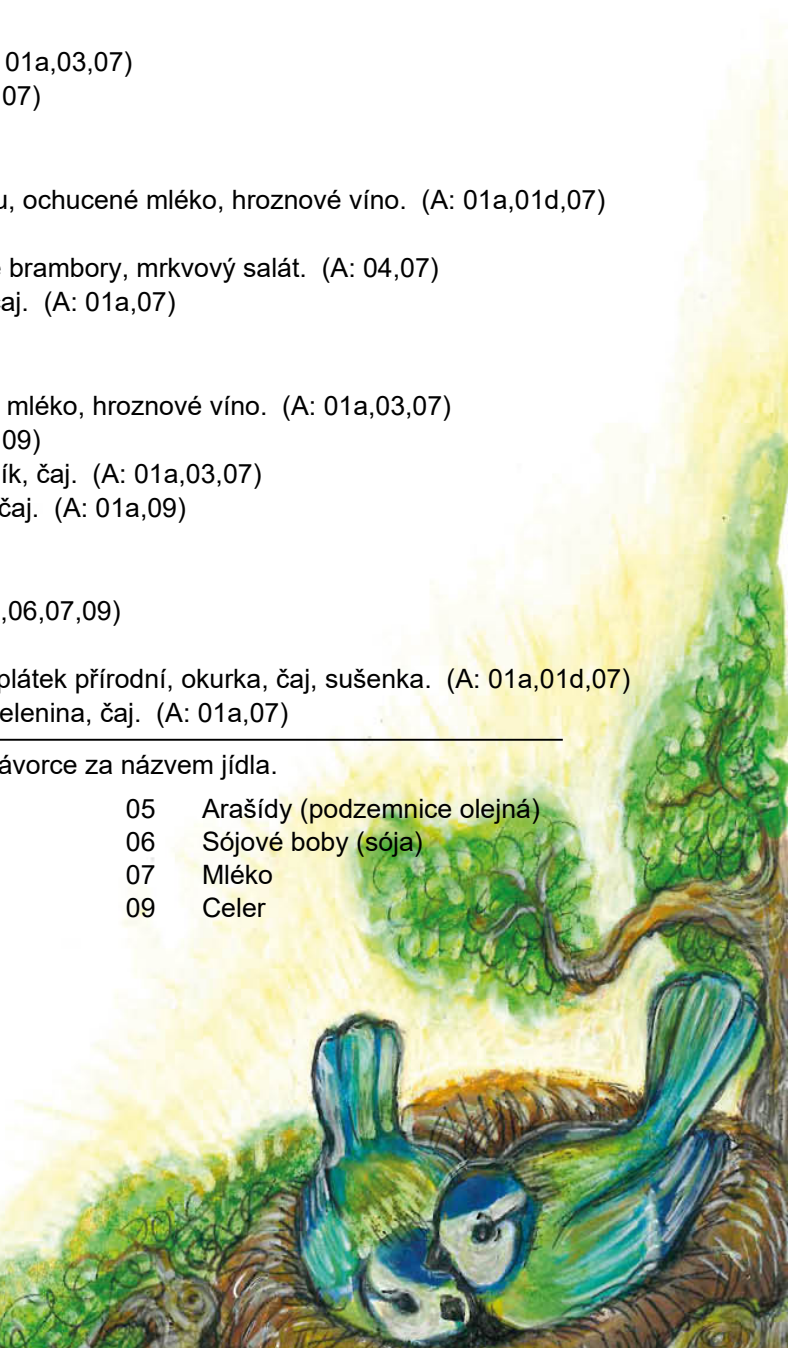 01a,03,07)
07)
u, ochucené mléko, hroznové víno. (A: 01a,01d,07)
brambory, mrkvový salát. (A: 04,07)
aj. (A: 01a,07)
mléko, hroznové víno. (A: 01a,03,07)
09)
ík, čaj. (A: 01a,03,07)
čaj. (A: 01a,09)
,06,07,09)
plátek přírodní, okurka, čaj, sušenka. (A: 01a,01d,07)
elenina, čaj. (A: 01a,07)
ávorce za názvem jídla.
05 Arašídy (podzemnice olejná)
06 Sójové boby (sója)
07 Mléko
09 Celer